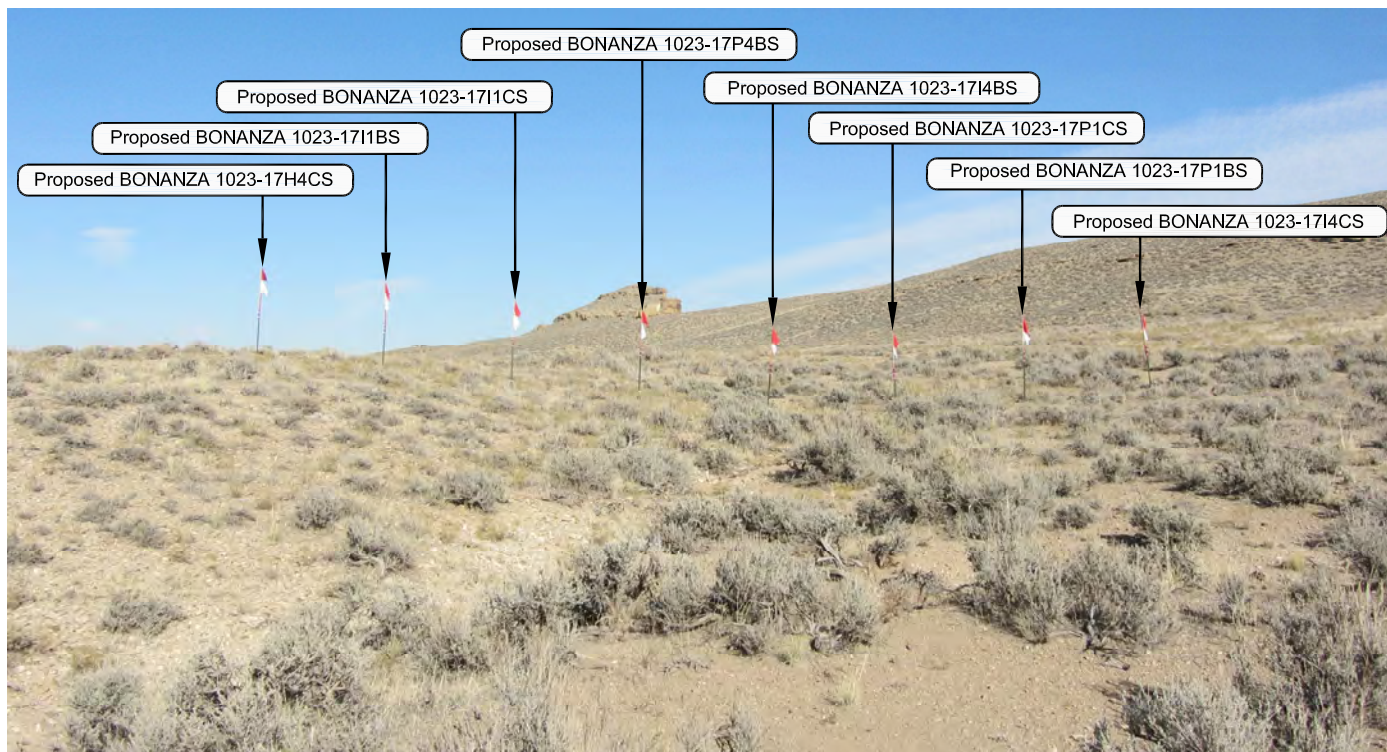 Proposed BONANZA 1023-17P4BS
Proposed BONANZA 1023-17I4BS
Proposed BONANZA 1023-17I1CS
Proposed BONANZA 1023-17P1CS
Proposed BONANZA 1023-17I1BS
Proposed BONANZA 1023-17P1BS
Proposed BONANZA 1023-17H4CS
Proposed BONANZA 1023-17I4CS